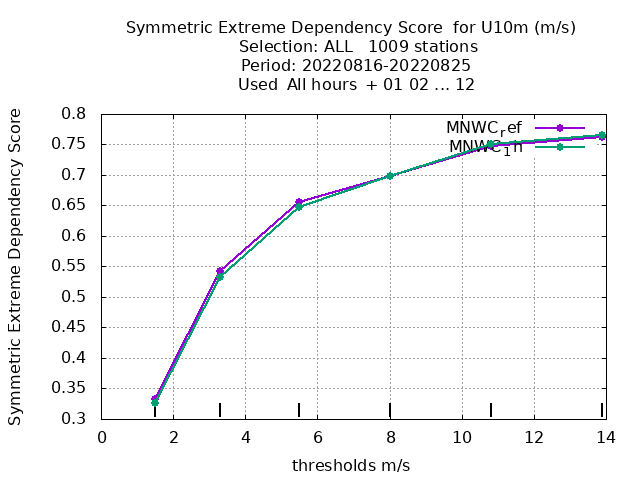 Symmetric Extreme Dependency Score  for U10m (m/s)
Selection: ALL   1009 stations
Period: 20220816-20220825
Used  All hours  + 01 02 ... 12
Symmetric Extreme Dependency Score
0.8
0.75
0.7
0.65
0.6
0.55
0.5
0.45
0.4
0.35
0.3
MNWC_ref
MNWC_1h
0 2 4 6 8 10 12 14
thresholds m/s